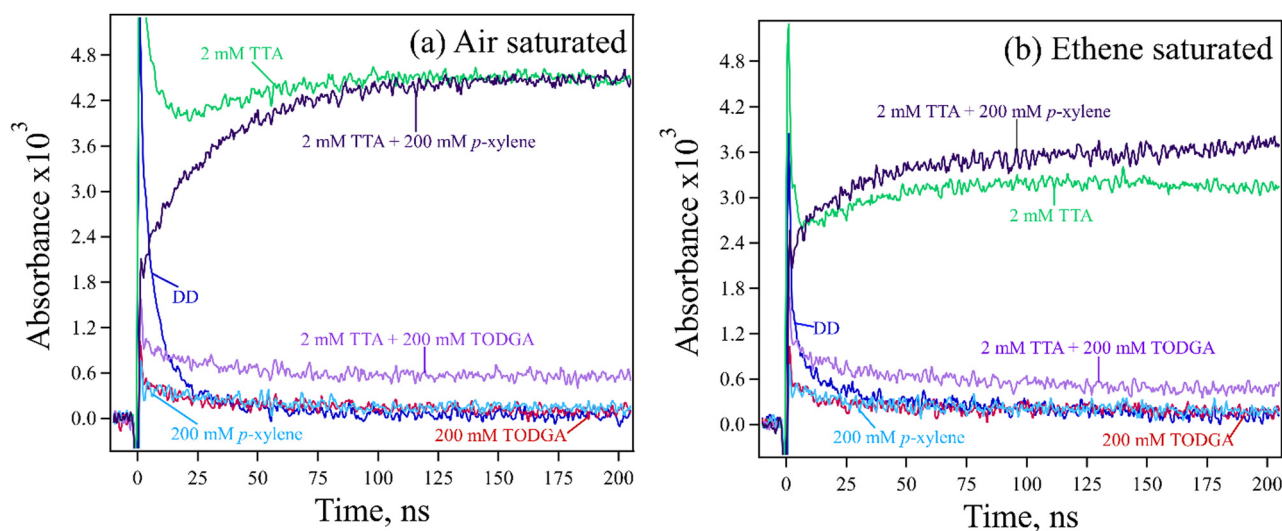 (a) Air saturated
Absorbance x10³
4.8
4.2
3.6
3.0
2.4
1.8
1.2
0.6
0.0
2 mM TTA
2 mM TTA + 200 mM p-xylene
DD
2 mM TTA + 200 mM TODGA
200 mM p-xylene
200 mM TODGA
0 25 50 75 100 125 150 175 200
Time, ns
(b) Ethene saturated
Absorbance x10³
4.8
4.2
3.6
3.0
2.4
1.8
1.2
0.6
0.0
2 mM TTA + 200 mM p-xylene
2 mM TTA
DD
2 mM TTA + 200 mM TODGA
200 mM p-xylene
200 mM TODGA
0 25 50 75 100 125 150 175 200
Time, ns